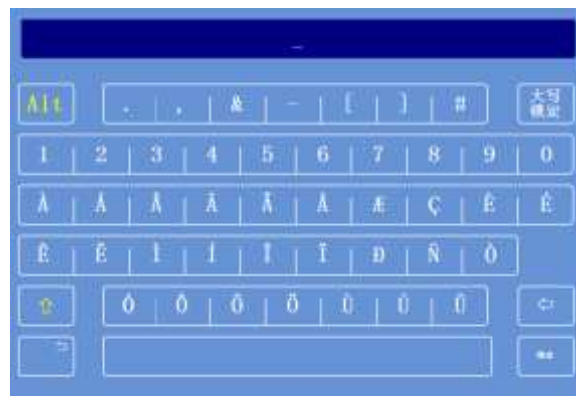 _
Alt . , & - [ ] # 大写
锁定
1 2 3 4 5 6 7 8 9 0
À Á Â Ã Ä Å Æ Ç È É
Ê Ë Ì Í Î Ï Ð Ñ Ò
Ó Ô Õ Ö Ù Ú Û